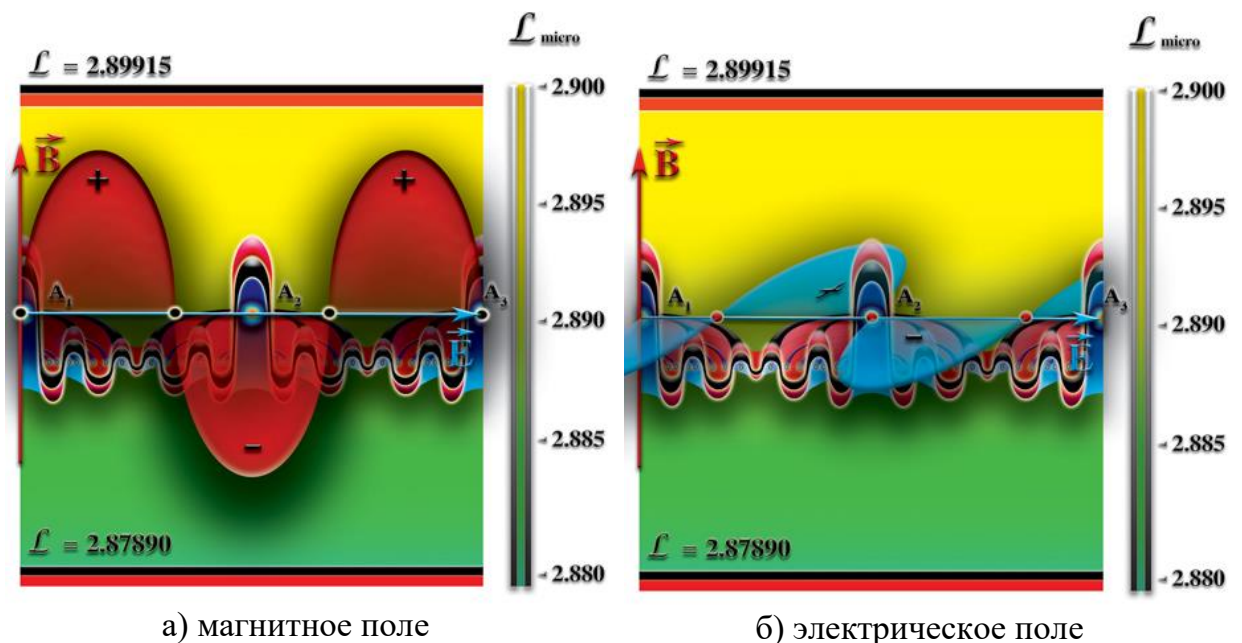 ℒ micro
ℒ = 2.89915
2.900
B
+
+
2.895
A₁
A₂
A₃
2.890
E
−
2.885
ℒ = 2.87890
2.880
а) магнитное поле
ℒ micro
ℒ = 2.89915
2.900
B
2.895
+
A₁
A₂
A₃
2.890
−
E
2.885
ℒ = 2.87890
2.880
б) электрическое поле